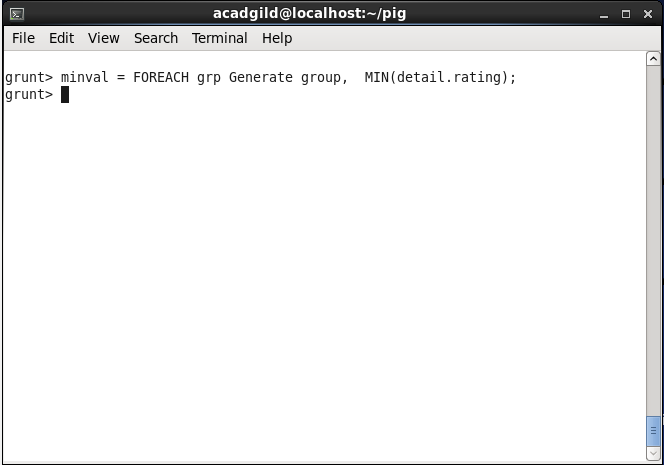 acadgild@localhost:~/pig
File Edit View Search Terminal Help
grunt> minval = FOREACH grp Generate group,  MIN(detail.rating);
grunt>